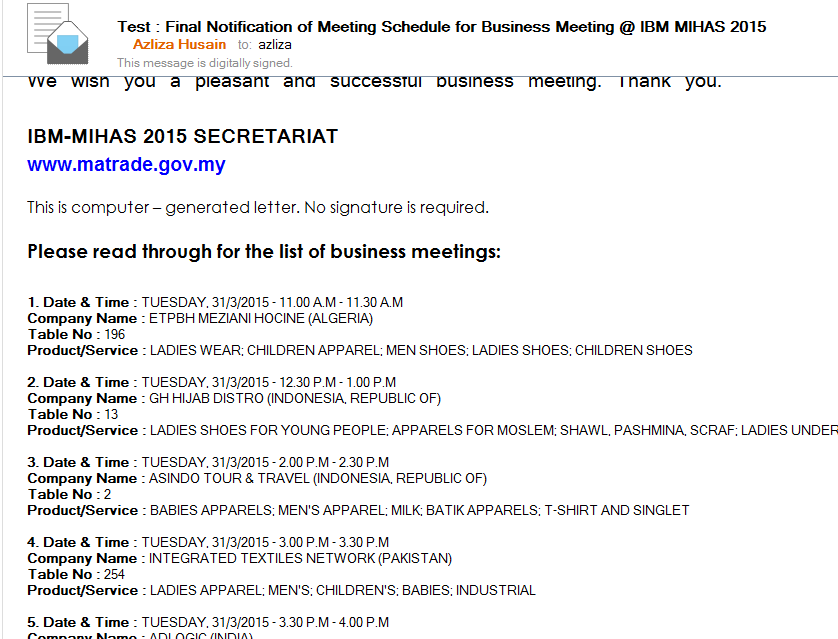 Test : Final Notification of Meeting Schedule for Business Meeting @ IBM MIHAS 2015
Azliza Husain to: azliza
This message is digitally signed.
We wish you a pleasant and successful business meeting. Thank you.
IBM-MIHAS 2015 SECRETARIAT
www.matrade.gov.my
This is computer – generated letter. No signature is required.
Please read through for the list of business meetings:
1. Date & Time : TUESDAY, 31/3/2015 - 11.00 A.M - 11.30 A.M
Company Name : ETPBH MEZIANI HOCINE (ALGERIA)
Table No : 196
Product/Service : LADIES WEAR; CHILDREN APPAREL; MEN SHOES; LADIES SHOES; CHILDREN SHOES
2. Date & Time : TUESDAY, 31/3/2015 - 12.30 P.M - 1.00 P.M
Company Name : GH HIJAB DISTRO (INDONESIA, REPUBLIC OF)
Table No : 13
Product/Service : LADIES SHOES FOR YOUNG PEOPLE; APPARELS FOR MOSLEM; SHAWL, PASHMINA, SCRAF; LADIES UNDER
3. Date & Time : TUESDAY, 31/3/2015 - 2.00 P.M - 2.30 P.M
Company Name : ASINDO TOUR & TRAVEL (INDONESIA, REPUBLIC OF)
Table No : 2
Product/Service : BABIES APPARELS; MEN'S APPAREL; MILK; BATIK APPARELS; T-SHIRT AND SINGLET
4. Date & Time : TUESDAY, 31/3/2015 - 3.00 P.M - 3.30 P.M
Company Name : INTEGRATED TEXTILES NETWORK (PAKISTAN)
Table No : 254
Product/Service : LADIES APPAREL; MEN'S; CHILDREN'S; BABIES; INDUSTRIAL
5. Date & Time : TUESDAY, 31/3/2015 - 3.30 P.M - 4.00 P.M
Company Name : ADLOGIC (INDIA)